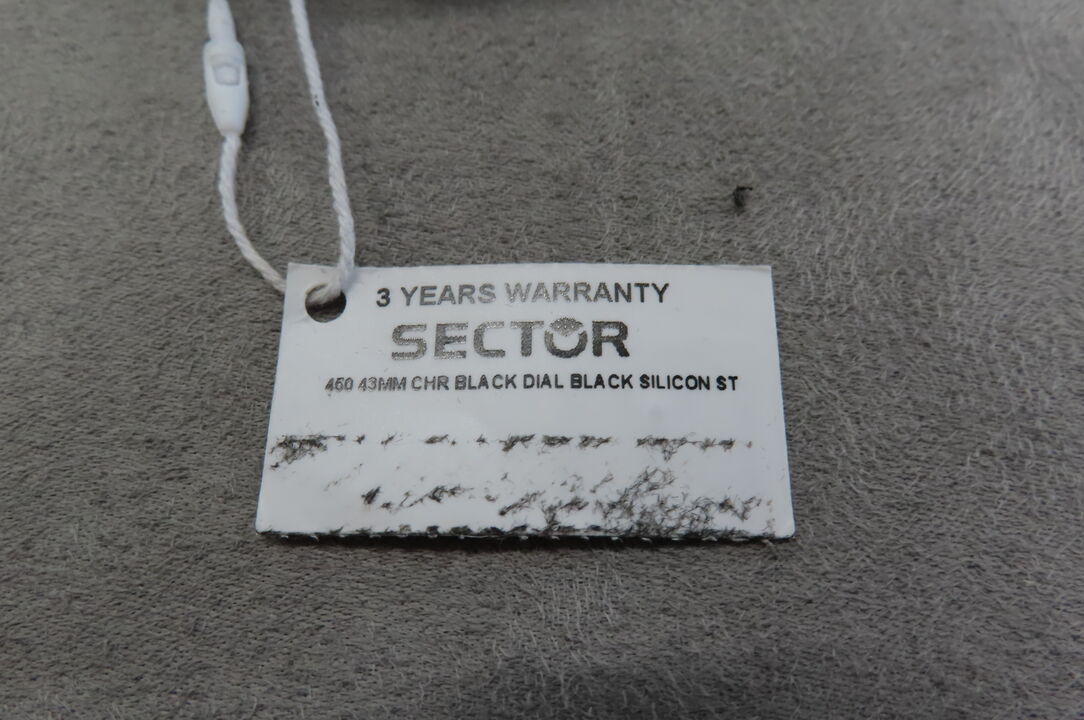 3 YEARS WARRANTY
SECTOR
450 43MM CHR BLACK DIAL BLACK SILICON ST